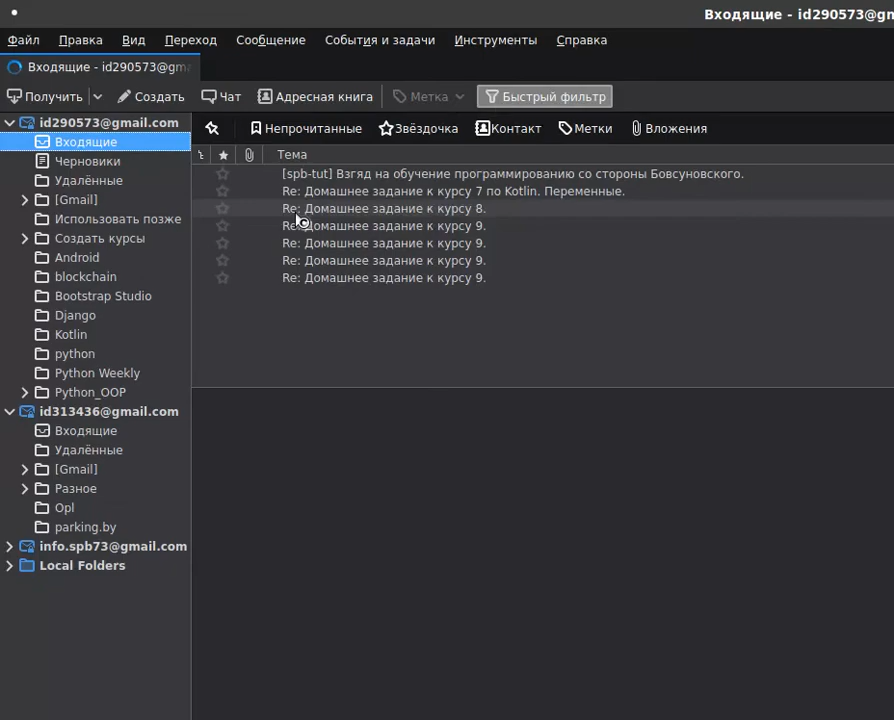 Входящие - id290573@gm
Файл Правка Вид Переход Сообщение События и задачи Инструменты Справка
Входящие - id290573@gma
Получить Создать Чат Адресная книга Метка Быстрый фильтр
id290573@gmail.com
Входящие
Черновики
Удалённые
[Gmail]
Использовать позже
Создать курсы
Android
blockchain
Bootstrap Studio
Django
Kotlin
python
Python Weekly
Python_OOP
id313436@gmail.com
Входящие
Удалённые
[Gmail]
Разное
Opl
parking.by
info.spb73@gmail.com
Local Folders
Непрочитанные Звёздочка Контакт Метки Вложения
Тема
[spb-tut] Взгяд на обучение программированию со стороны Бовсуновского.
Re: Домашнее задание к курсу 7 по Kotlin. Переменные.
Re: Домашнее задание к курсу 8.
Re: Домашнее задание к курсу 9.
Re: Домашнее задание к курсу 9.
Re: Домашнее задание к курсу 9.
Re: Домашнее задание к курсу 9.